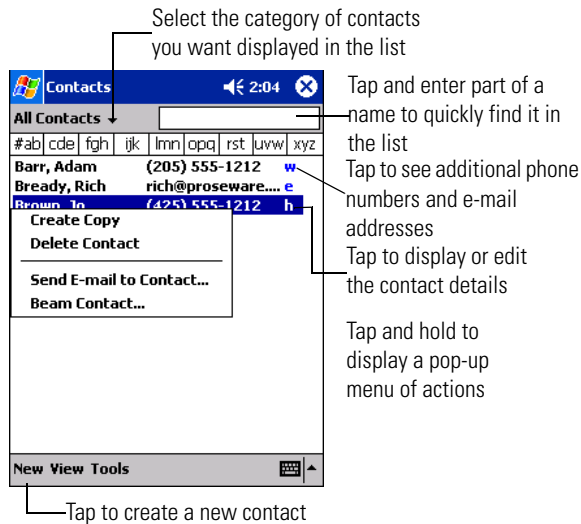 Select the category of contacts
you want displayed in the list
Contacts 2:04
All Contacts
#ab cde fgh ijk lmn opq rst uvw xyz
Barr, Adam (205) 555-1212 w
Bready, Rich rich@proseware.... e
Brown, Jo (425) 555-1212 h
Create Copy
Delete Contact
Send E-mail to Contact...
Beam Contact...
New View Tools
Tap and enter part of a
name to quickly find it in
the list
Tap to see additional phone
numbers and e-mail
addresses
Tap to display or edit
the contact details
Tap and hold to
display a pop-up
menu of actions
Tap to create a new contact